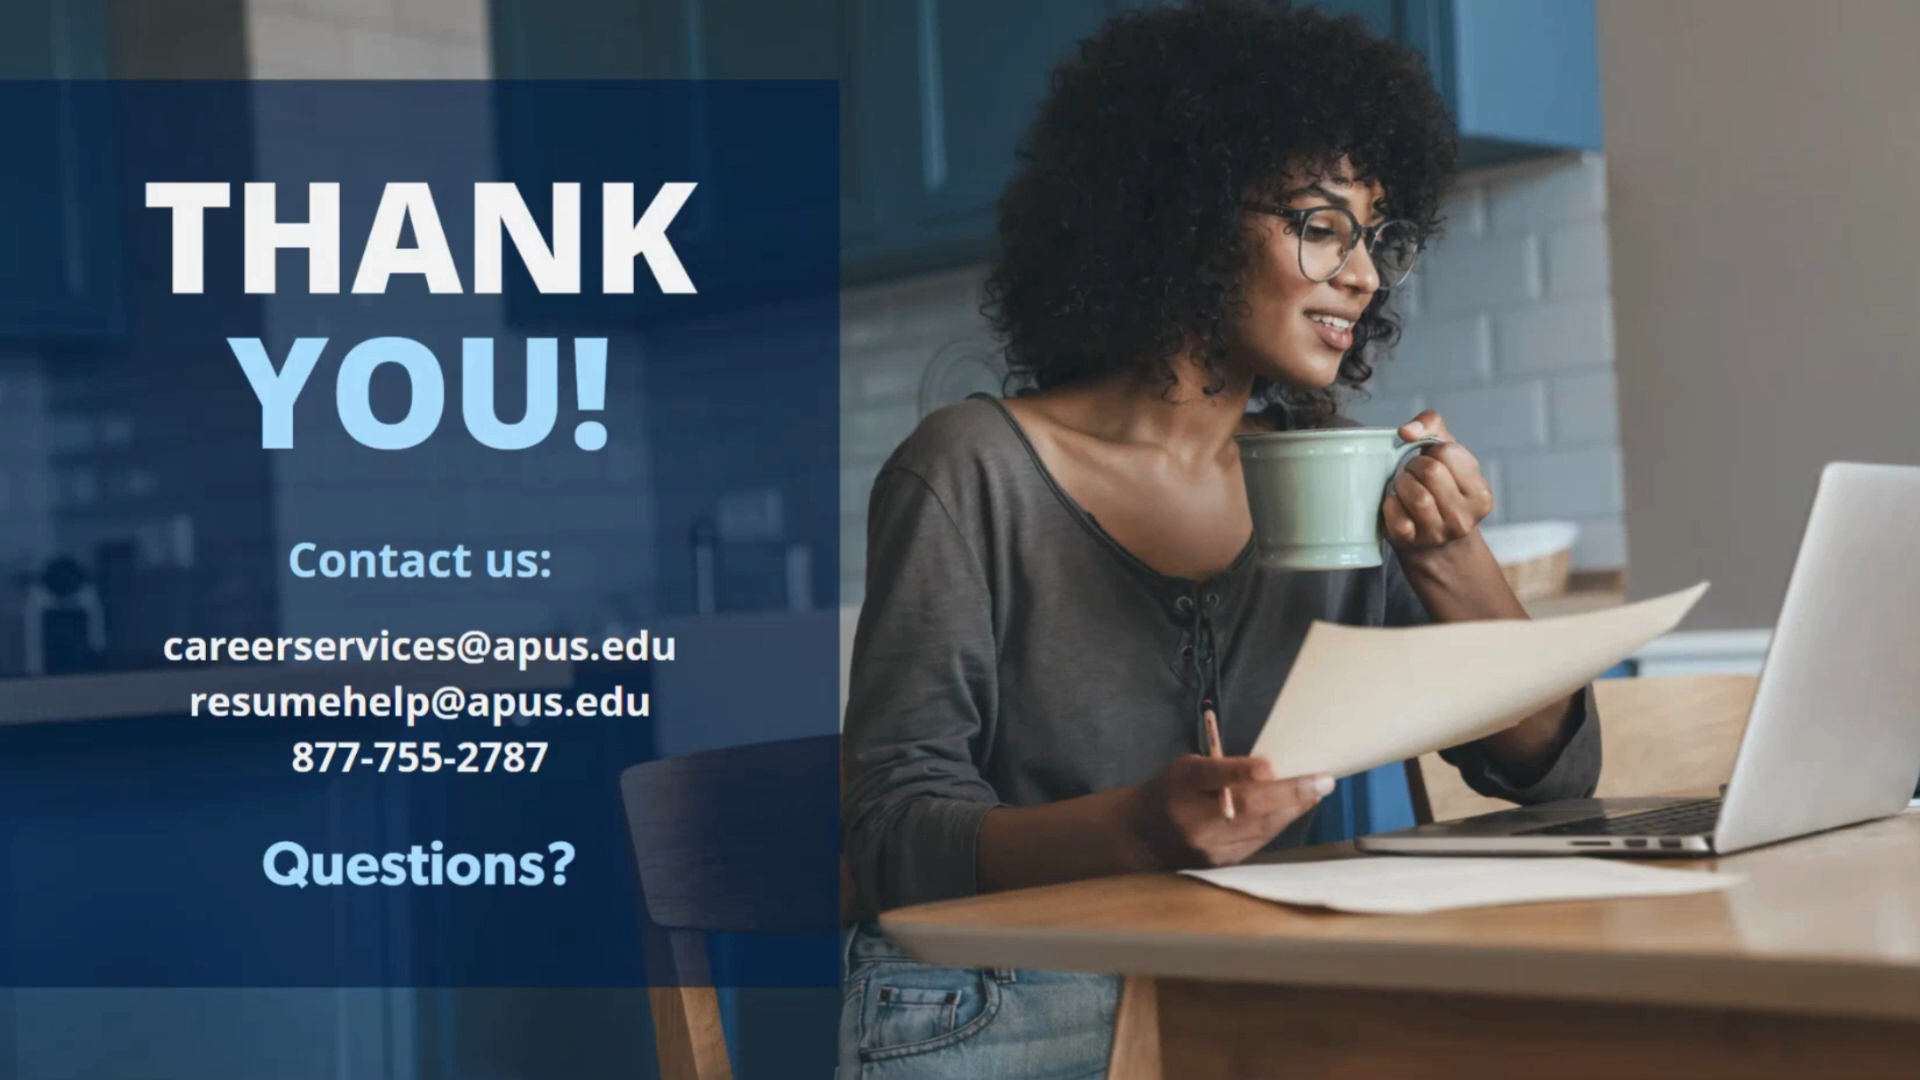 THANK
YOU!
Contact us:
careerservices@apus.edu
resumehelp@apus.edu
877-755-2787
Questions?